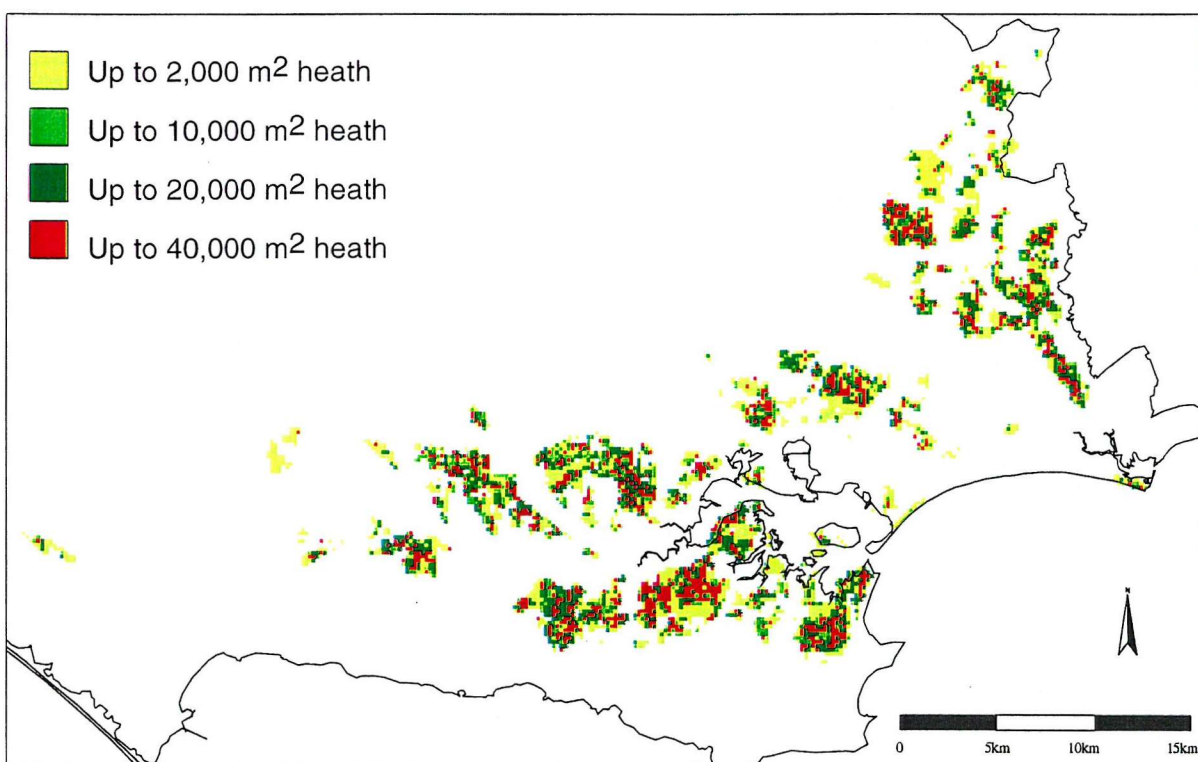 Up to 2,000 m2 heath
Up to 10,000 m2 heath
Up to 20,000 m2 heath
Up to 40,000 m2 heath
N
0 5km 10km 15km